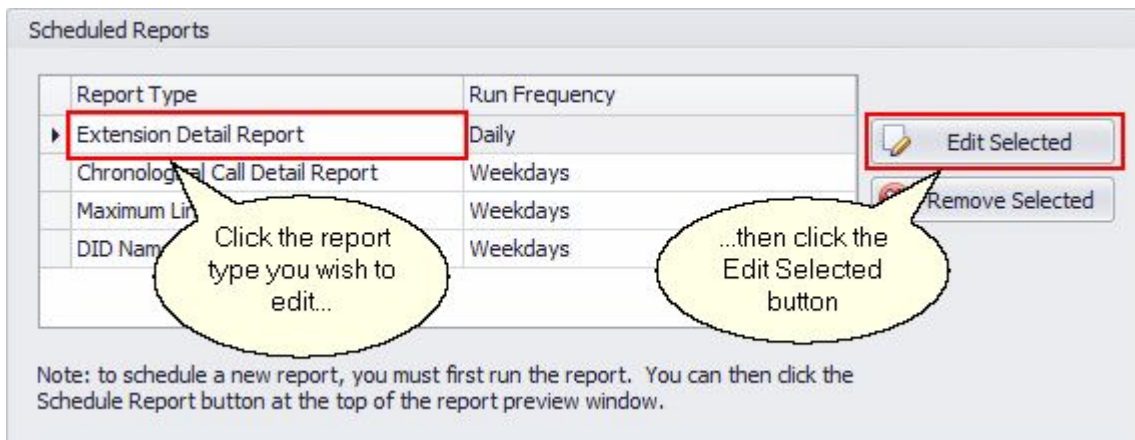 Scheduled Reports
Report Type Run Frequency
Extension Detail Report Daily
Edit Selected
Chronological Call Detail Report Weekdays
Remove Selected
Maximum Weekdays
DID Weekdays
Click the report
type you wish to
edit...
...then click the
Edit Selected
button
Note: to schedule a new report, you must first run the report. You can then click the
Schedule Report button at the top of the report preview window.